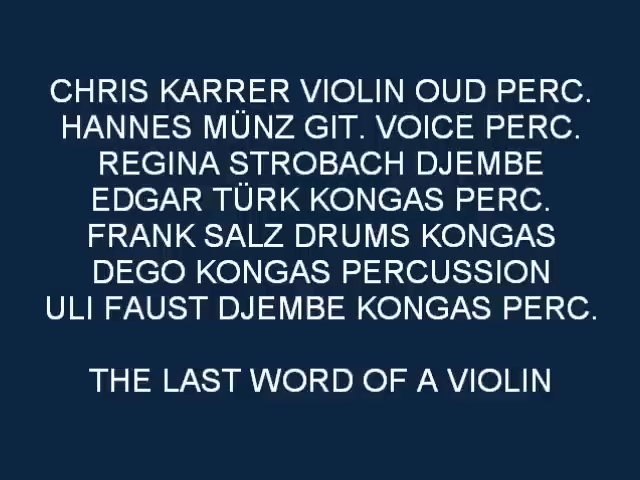 CHRIS KARRER VIOLIN OUD PERC.
HANNES MÜNZ GIT. VOICE PERC.
REGINA STROBACH DJEMBE
EDGAR TÜRK KONGAS PERC.
FRANK SALZ DRUMS KONGAS
DEGO KONGAS PERCUSSION
ULI FAUST DJEMBE KONGAS PERC.
THE LAST WORD OF A VIOLIN